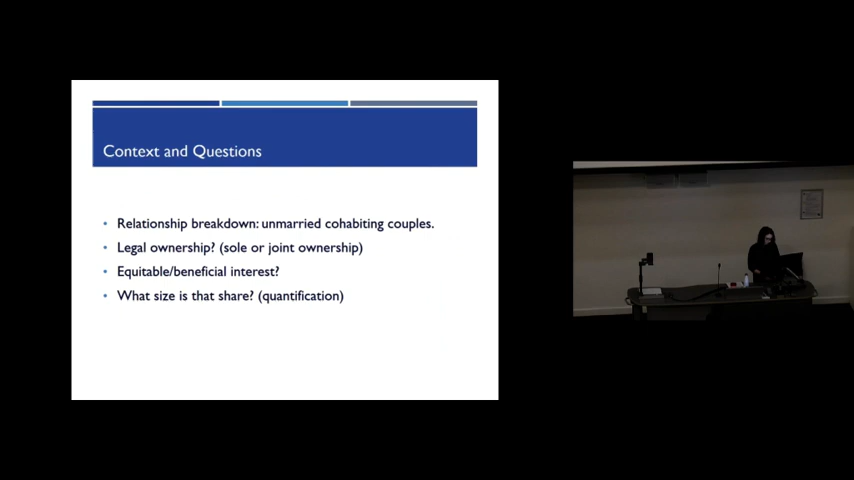 Context and Questions
• Relationship breakdown: unmarried cohabiting couples.
• Legal ownership? (sole or joint ownership)
• Equitable/beneficial interest?
• What size is that share? (quantification)